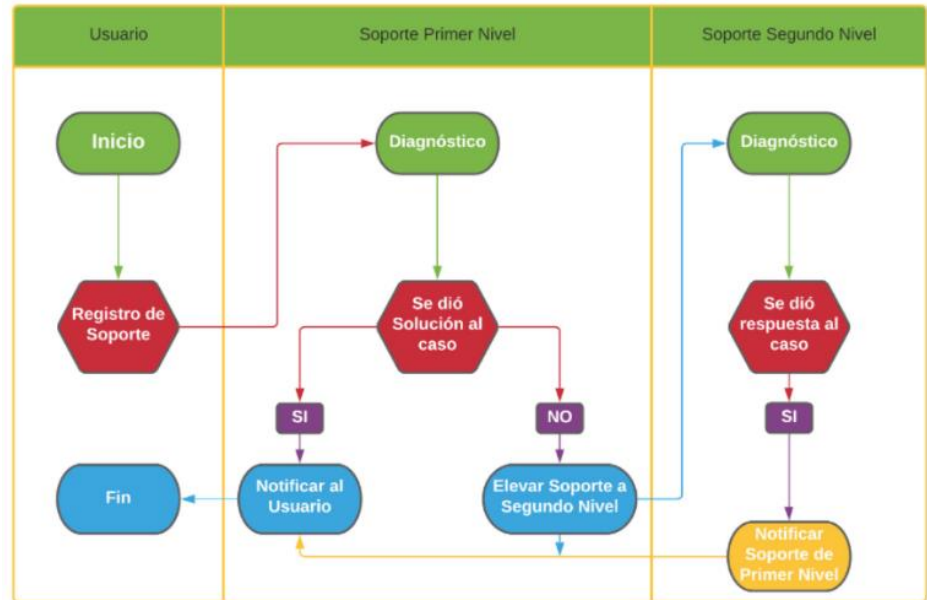 Usuario
Soporte Primer Nivel
Soporte Segundo Nivel
Inicio
Diagnóstico
Diagnóstico
Registro de
Soporte
Se dió
Solución al
caso
Se dió
respuesta al
caso
SI
NO
SI
Fin
Notificar al
Usuario
Elevar Soporte a
Segundo Nivel
Notificar
Soporte de
Primer Nivel